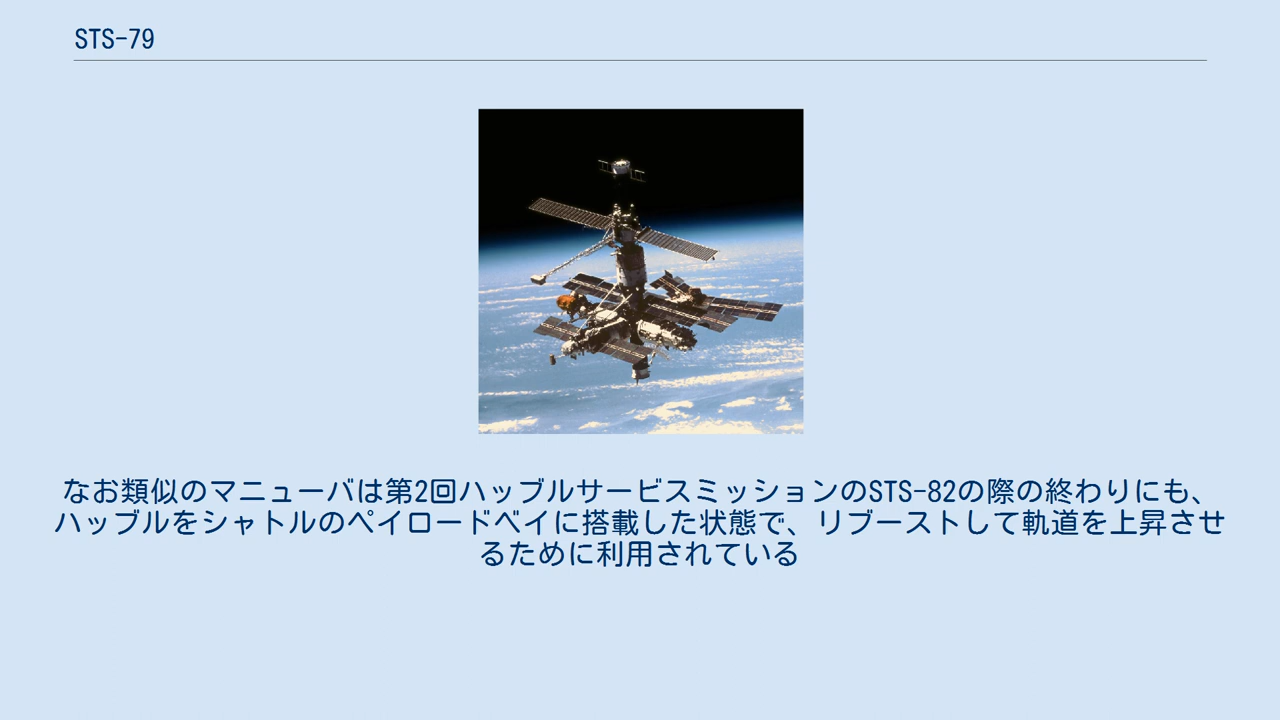 STS-79
なお類似のマニューバは第2回ハッブルサービスミッションのSTS-82の際の終わりにも、
ハッブルをシャトルのペイロードベイに搭載した状態で、リブーストして軌道を上昇させ
るために利用されている